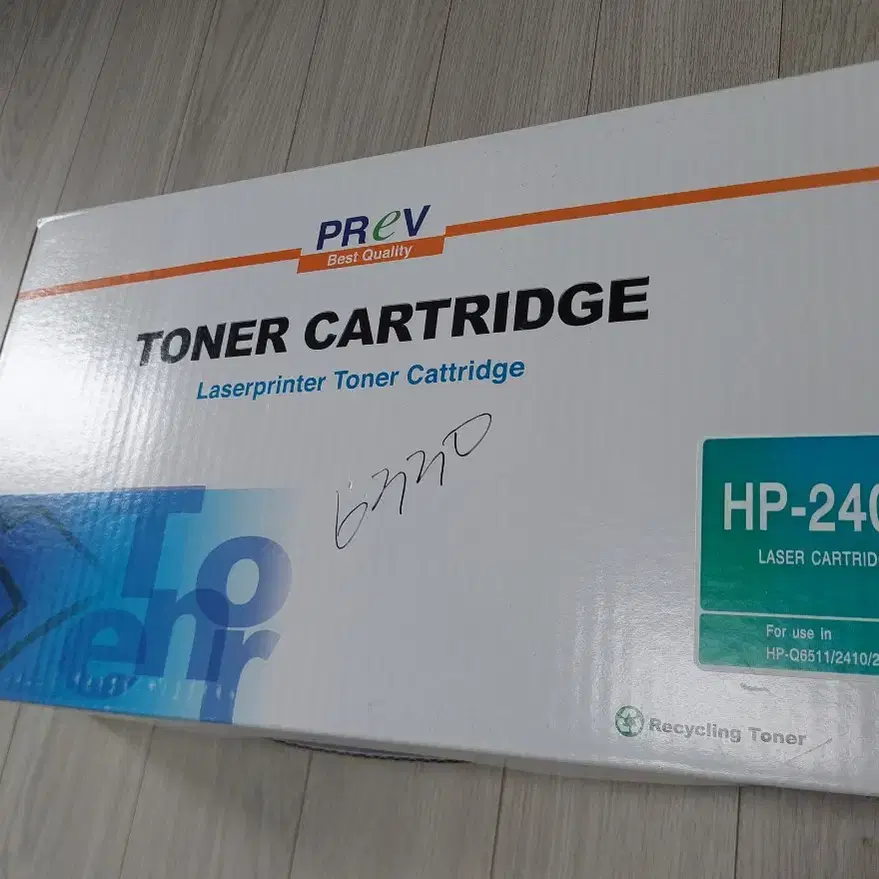 PReV
Best Quality
TONER CARTRIDGE
Laserprinter Toner Cattridge
Toner
HP-240
LASER CARTRID
For use in
HP-Q6511/2410/2
Recycling Toner